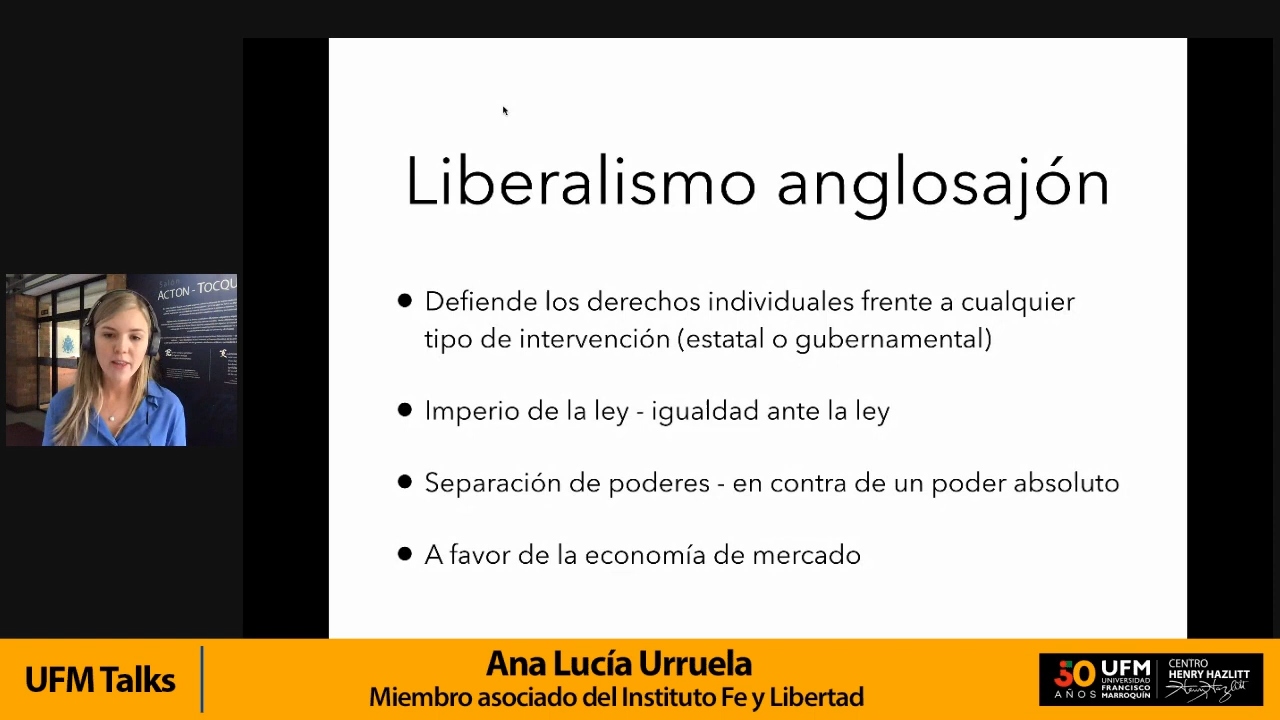 Liberalismo anglosajón
● Defiende los derechos individuales frente a cualquier
tipo de intervención (estatal o gubernamental)
● Imperio de la ley - igualdad ante la ley
● Separación de poderes - en contra de un poder absoluto
● A favor de la economía de mercado
ACTON - TOCQU
UFM Talks
Ana Lucía Urruela
Miembro asociado del Instituto Fe y Libertad
50
AÑOS
UFM
UNIVERSIDAD
FRANCISCO
MARROQUÍN
CENTRO
HENRY HAZLITT